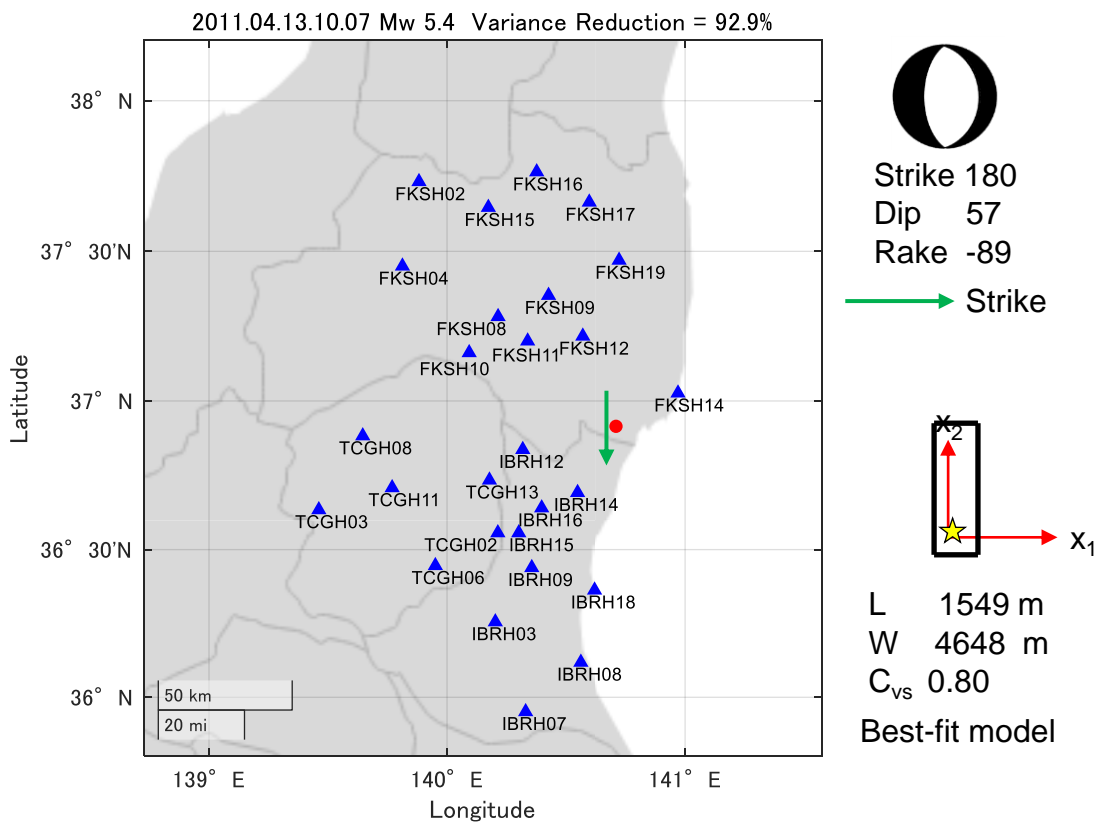 2011.04.13.10.07 Mw 5.4 Variance Reduction = 92.9%
38° N
37° 30'N
37° N
36° 30'N
36° N
Latitude
139° E
140° E
141° E
Longitude
FKSH02
FKSH16
FKSH15
FKSH17
FKSH04
FKSH19
FKSH09
FKSH08
FKSH11
FKSH12
FKSH10
FKSH14
TCGH08
IBRH12
TCGH13
TCGH11
IBRH14
TCGH03
IBRH16
TCGH02
IBRH15
TCGH06
IBRH09
IBRH18
IBRH03
IBRH08
IBRH07
50 km
20 mi
Strike 180
Dip 57
Rake -89
Strike
x2
x1
L 1549 m
W 4648 m
Cvs 0.80
Best-fit model